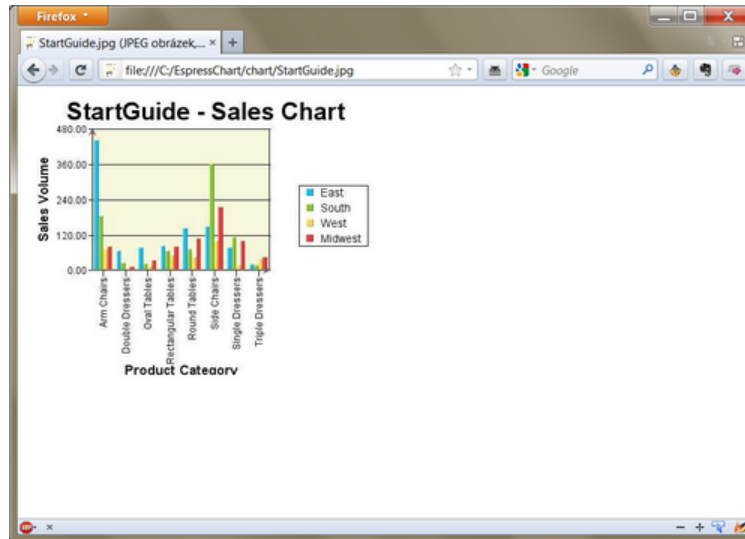 Firefox
StartGuide.jpg (JPEG obrázek,...
file:///C:/EspressChart/chart/StartGuide.jpg
Google
StartGuide - Sales Chart
480.00
360.00
240.00
120.00
0.00
Sales Volume
East
South
West
Midwest
Arm Chairs
Double Dressers
Oval Tables
Rectangular Tables
Round Tables
Side Chairs
Single Dressers
Triple Dressers
Product Category
ABP